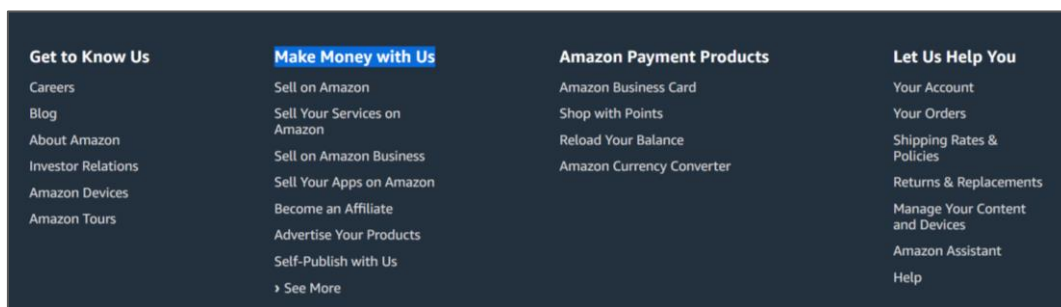 Get to Know Us
Careers
Blog
About Amazon
Investor Relations
Amazon Devices
Amazon Tours
Make Money with Us
Sell on Amazon
Sell Your Services on
Amazon
Sell on Amazon Business
Sell Your Apps on Amazon
Become an Affiliate
Advertise Your Products
Self-Publish with Us
› See More
Amazon Payment Products
Amazon Business Card
Shop with Points
Reload Your Balance
Amazon Currency Converter
Let Us Help You
Your Account
Your Orders
Shipping Rates &
Policies
Returns & Replacements
Manage Your Content
and Devices
Amazon Assistant
Help